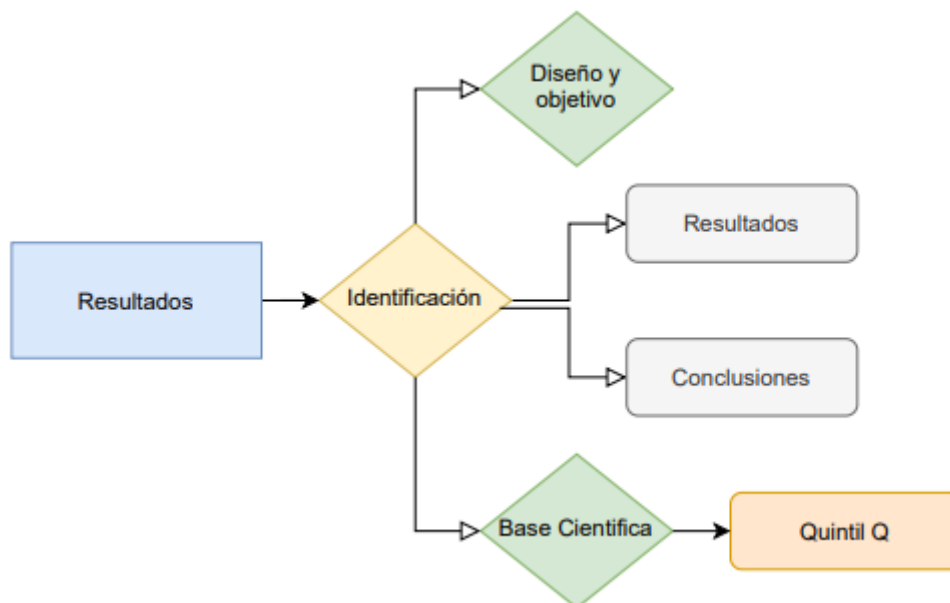 Diseño y
objetivo
Resultados
Resultados
Identificación
Conclusiones
Base Cientifica
Quintil Q